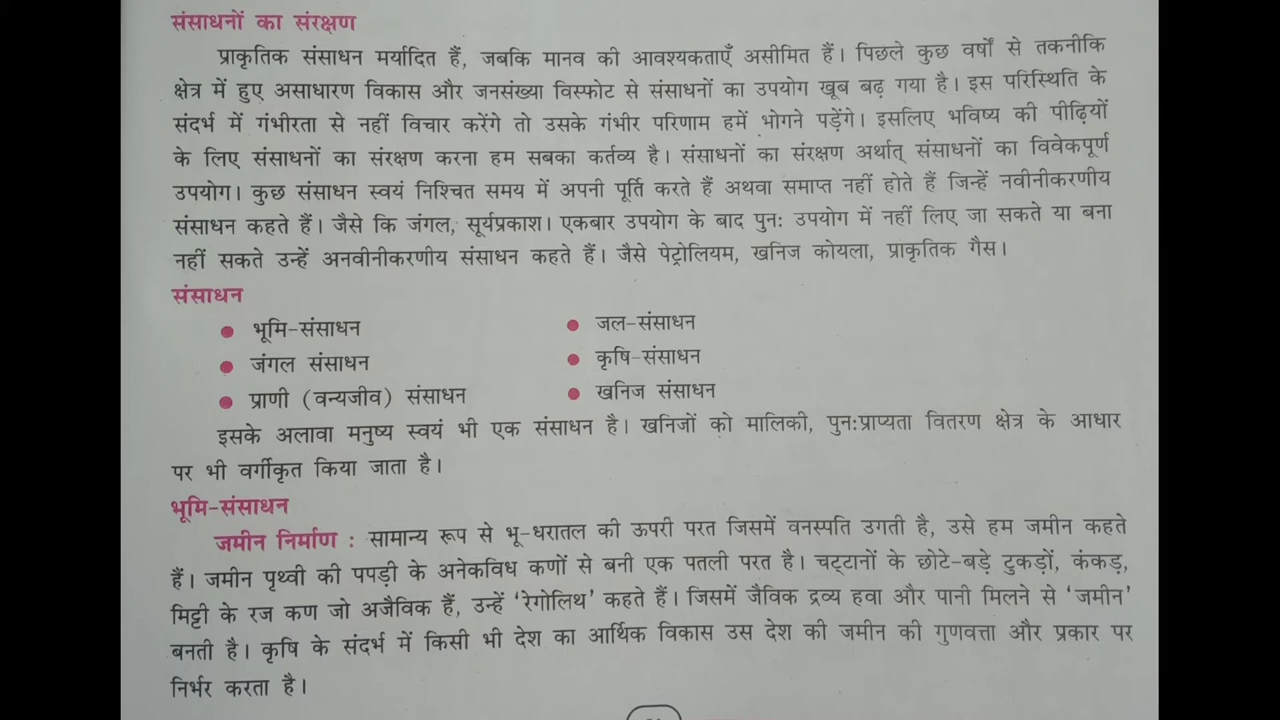 संसाधनों का संरक्षण
प्राकृतिक संसाधन मर्यादित हैं, जबकि मानव की आवश्यकताएँ असीमित हैं। पिछले कुछ वर्षों से तकनीकि
क्षेत्र में हुए असाधारण विकास और जनसंख्या विस्फोट से संसाधनों का उपयोग खूब बढ़ गया है। इस परिस्थिति के
संदर्भ में गंभीरता से नहीं विचार करेंगे तो उसके गंभीर परिणाम हमें भोगने पड़ेंगे। इसलिए भविष्य की पीढ़ियों
के लिए संसाधनों का संरक्षण करना हम सबका कर्तव्य है। संसाधनों का संरक्षण अर्थात् संसाधनों का विवेकपूर्ण
उपयोग। कुछ संसाधन स्वयं निश्चित समय में अपनी पूर्ति करते हैं अथवा समाप्त नहीं होते हैं जिन्हें नवीनीकरणीय
संसाधन कहते हैं। जैसे कि जंगल, सूर्यप्रकाश। एकबार उपयोग के बाद पुनः उपयोग में नहीं लिए जा सकते या बना
नहीं सकते उन्हें अनवीनीकरणीय संसाधन कहते हैं। जैसे पेट्रोलियम, खनिज कोयला, प्राकृतिक गैस।
संसाधन
● भूमि-संसाधन ● जल-संसाधन
● जंगल संसाधन ● कृषि-संसाधन
● प्राणी (वन्यजीव) संसाधन ● खनिज संसाधन
इसके अलावा मनुष्य स्वयं भी एक संसाधन है। खनिजों को मालिकी, पुनःप्राप्यता वितरण क्षेत्र के आधार
पर भी वर्गीकृत किया जाता है।
भूमि-संसाधन
जमीन निर्माण : सामान्य रूप से भू-धरातल की ऊपरी परत जिसमें वनस्पति उगती है, उसे हम जमीन कहते
हैं। जमीन पृथ्वी की पपड़ी के अनेकविध कणों से बनी एक पतली परत है। चट्टानों के छोटे-बड़े टुकड़ों, कंकड़,
मिट्टी के रज कण जो अजैविक हैं, उन्हें 'रेगोलिथ' कहते हैं। जिसमें जैविक द्रव्य हवा और पानी मिलने से 'जमीन'
बनती है। कृषि के संदर्भ में किसी भी देश का आर्थिक विकास उस देश की जमीन की गुणवत्ता और प्रकार पर
निर्भर करता है।